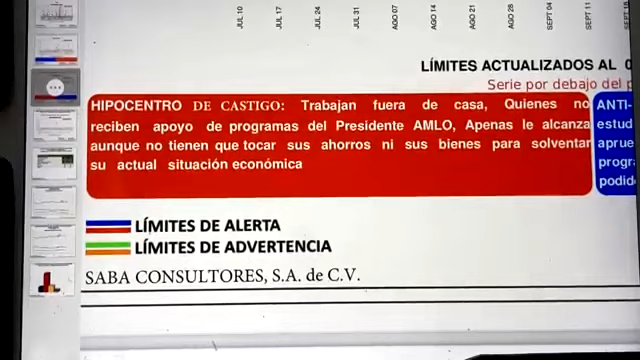 JUL 10
JUL 17
JUL 24
JUL 31
AGO 07
AGO 14
AGO 21
AGO 28
SEPT 04
SEPT 11
SEPT 18
LÍMITES ACTUALIZADOS AL
Serie por debajo del
HIPOCENTRO DE CASTIGO: Trabajan fuera de casa, Quienes no
reciben apoyo de programas del Presidente AMLO, Apenas le alcanza
aunque no tienen que tocar sus ahorros ni sus bienes para solventar
su actual situación económica
ANTI-
estud
aprue
progra
podid
LÍMITES DE ALERTA
LÍMITES DE ADVERTENCIA
SABA CONSULTORES, S.A. de C.V.